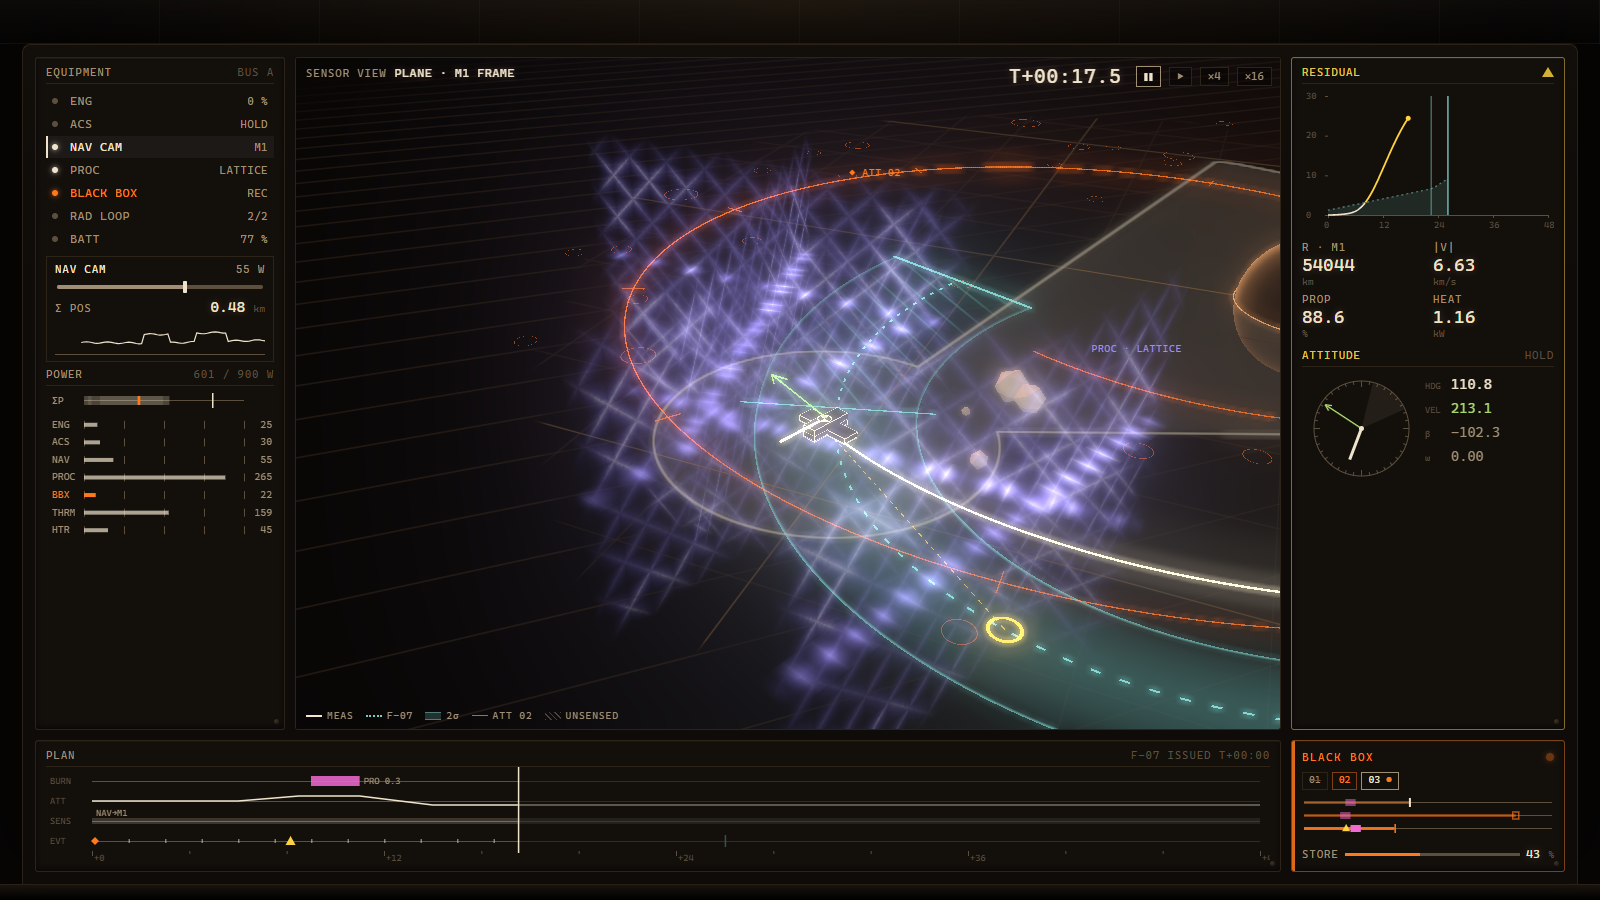 EQUIPMENT BUS A
ENG 0 %
ACS HOLD
NAV CAM M1
PROC LATTICE
BLACK BOX REC
RAD LOOP 2/2
BATT 77 %
NAV CAM 55 W
Σ POS 0.48 km
POWER 601 / 900 W
ΣP
ENG 25
ACS 30
NAV 55
PROC 265
BBX 22
THRM 159
HTR 45
SENSOR VIEW PLANE · M1 FRAME
T+00:17.5 ×4 ×16
ATT 02
PROC · LATTICE
MEAS F-07 2σ ATT 02 UNSENSED
RESIDUAL
30
20
10
0
0 12 24 36 48
R · M1 |V|
54044 6.63
km km/s
PROP HEAT
88.6 1.16
% kW
ATTITUDE HOLD
HDG 110.8
VEL 213.1
β −102.3
ω 0.00
PLAN F-07 ISSUED T+00:00
BURN PRO 0.3
ATT
NAV→M1
SENS
EVT
+0 +12 +24 +36
BLACK BOX
01 02 03
STORE 43 %